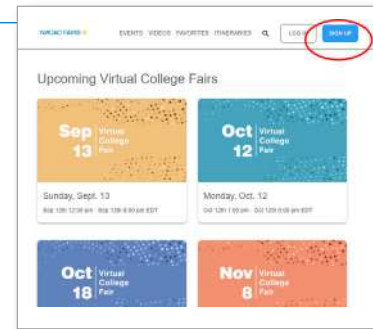 NACAC FAIRS
EVENTS VIDEOS FAVORITES ITINERARIES LOG IN SIGN UP
Upcoming Virtual College Fairs
Sep 13 Virtual College Fair
Oct 12 Virtual College Fair
Sunday, Sept. 13
Monday, Oct. 12
Oct 18 Virtual College Fair
Nov 8 Virtual College Fair